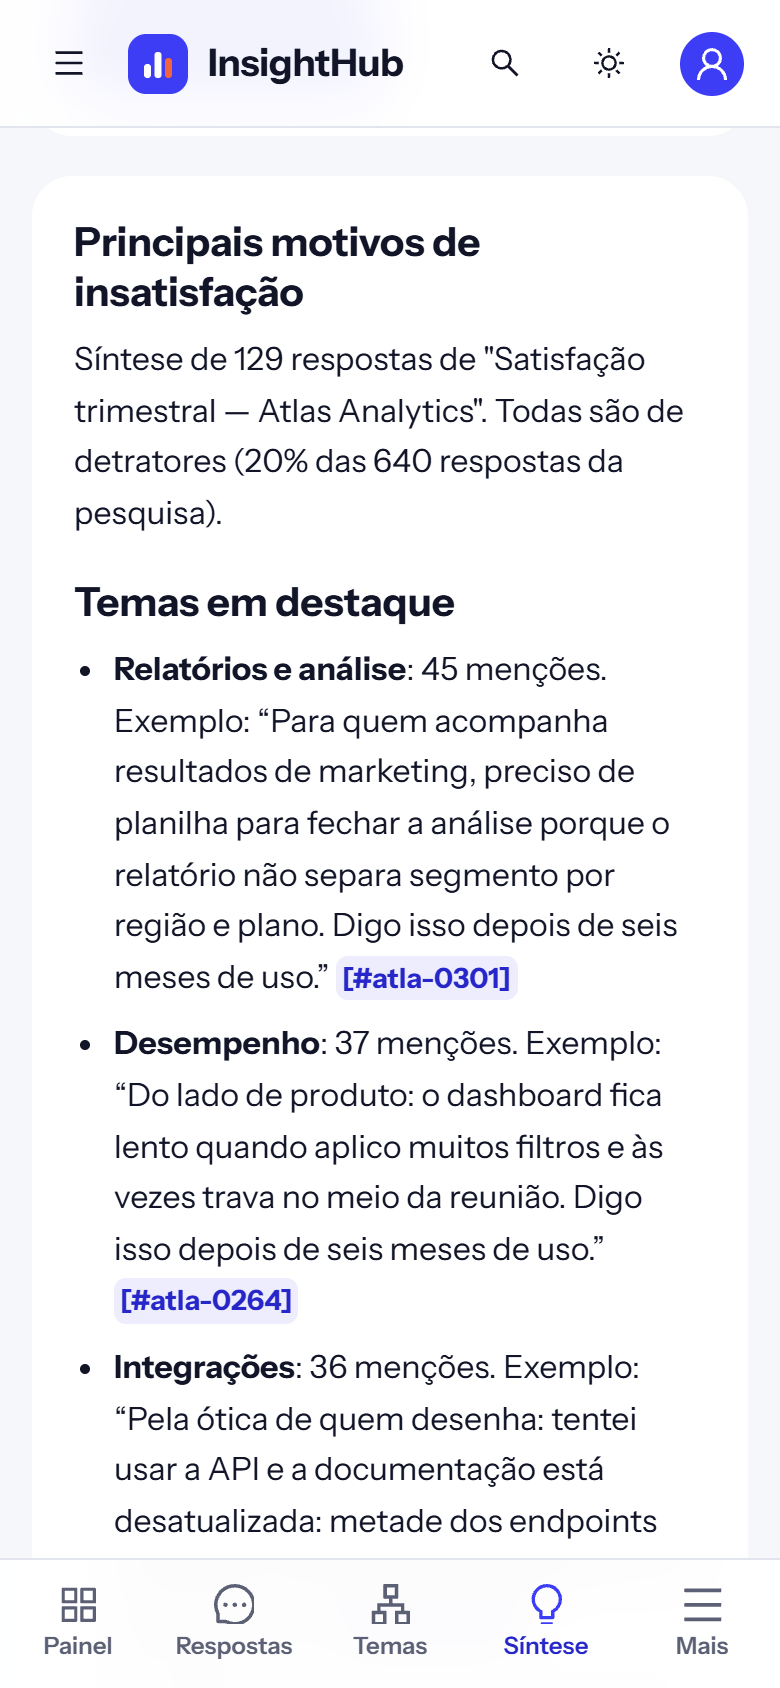 InsightHub
Principais motivos de
insatisfação
Síntese de 129 respostas de "Satisfação
trimestral — Atlas Analytics". Todas são de
detratores (20% das 640 respostas da
pesquisa).
Temas em destaque
• Relatórios e análise: 45 menções.
Exemplo: “Para quem acompanha
resultados de marketing, preciso de
planilha para fechar a análise porque o
relatório não separa segmento por
região e plano. Digo isso depois de seis
meses de uso.” [#atla-0301]
• Desempenho: 37 menções. Exemplo:
“Do lado de produto: o dashboard fica
lento quando aplico muitos filtros e às
vezes trava no meio da reunião. Digo
isso depois de seis meses de uso.”
[#atla-0264]
• Integrações: 36 menções. Exemplo:
“Pela ótica de quem desenha: tentei
usar a API e a documentação está
desatualizada: metade dos endpoints
Painel
Respostas
Temas
Síntese
Mais